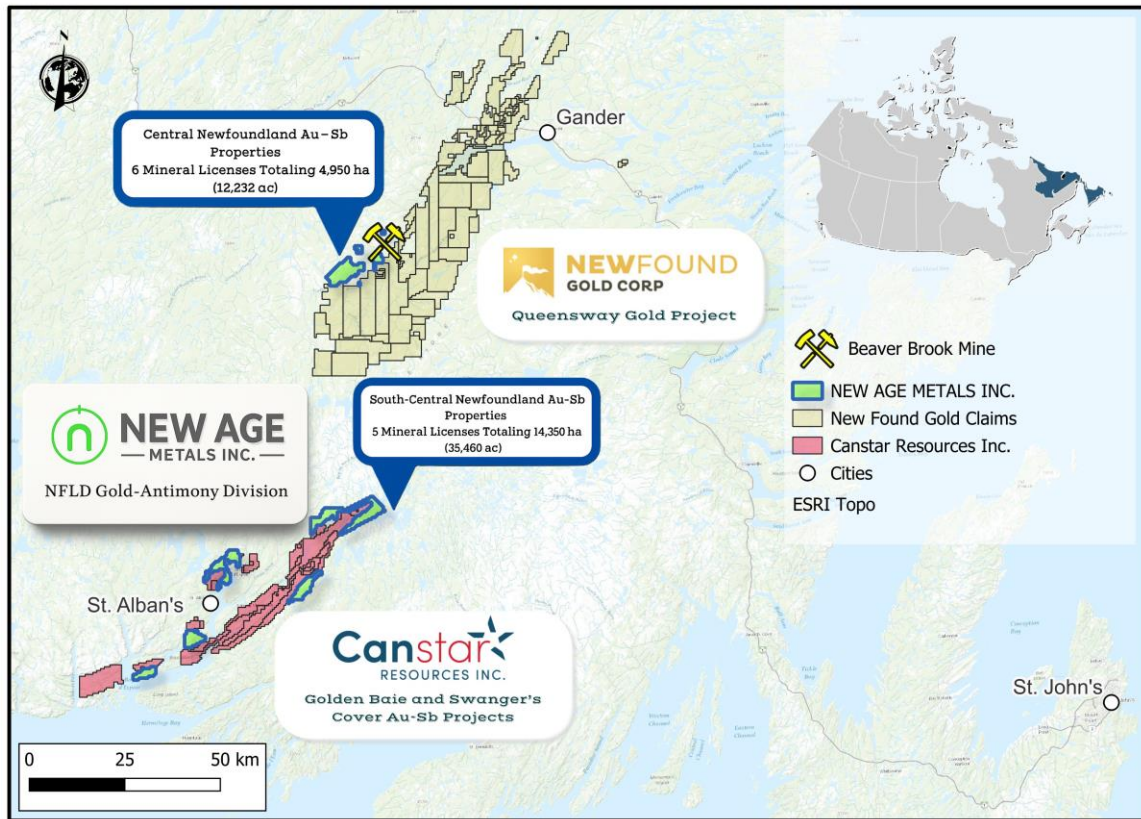 N
Central Newfoundland Au-Sb
Properties
6 Mineral Licenses Totaling 4,950 ha
(12,232 ac)
Gander
NEWFOUND
GOLD CORP
Queensway Gold Project
Beaver Brook Mine
NEW AGE METALS INC.
New Found Gold Claims
Canstar Resources Inc.
Cities
ESRI Topo
South-Central Newfoundland Au-Sb
Properties
5 Mineral Licenses Totaling 14,350 ha
(35,460 ac)
NEW AGE
METALS INC.
NFLD Gold-Antimony Division
St. Alban's
Canstar
RESOURCES INC.
Golden Baie and Swanger's
Cover Au-Sb Projects
St. John's
0 25 50 km